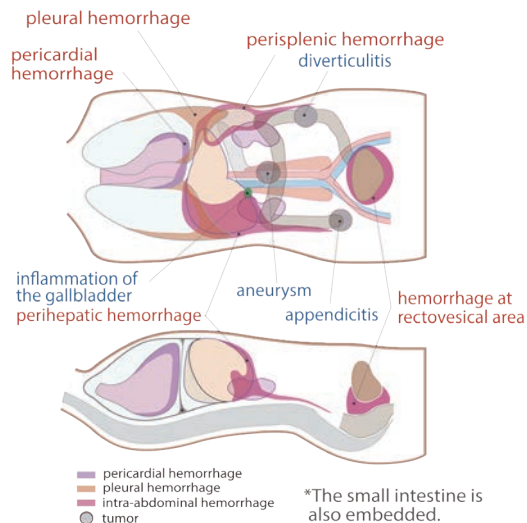 pleural hemorrhage
pericardial
hemorrhage
perisplenic hemorrhage
diverticulitis
inflammation of
the gallbladder
perihepatic hemorrhage
aneurysm
appendicitis
hemorrhage at
rectovesical area
pericardial hemorrhage
pleural hemorrhage
intra-abdominal hemorrhage
tumor
*The small intestine is
also embedded.